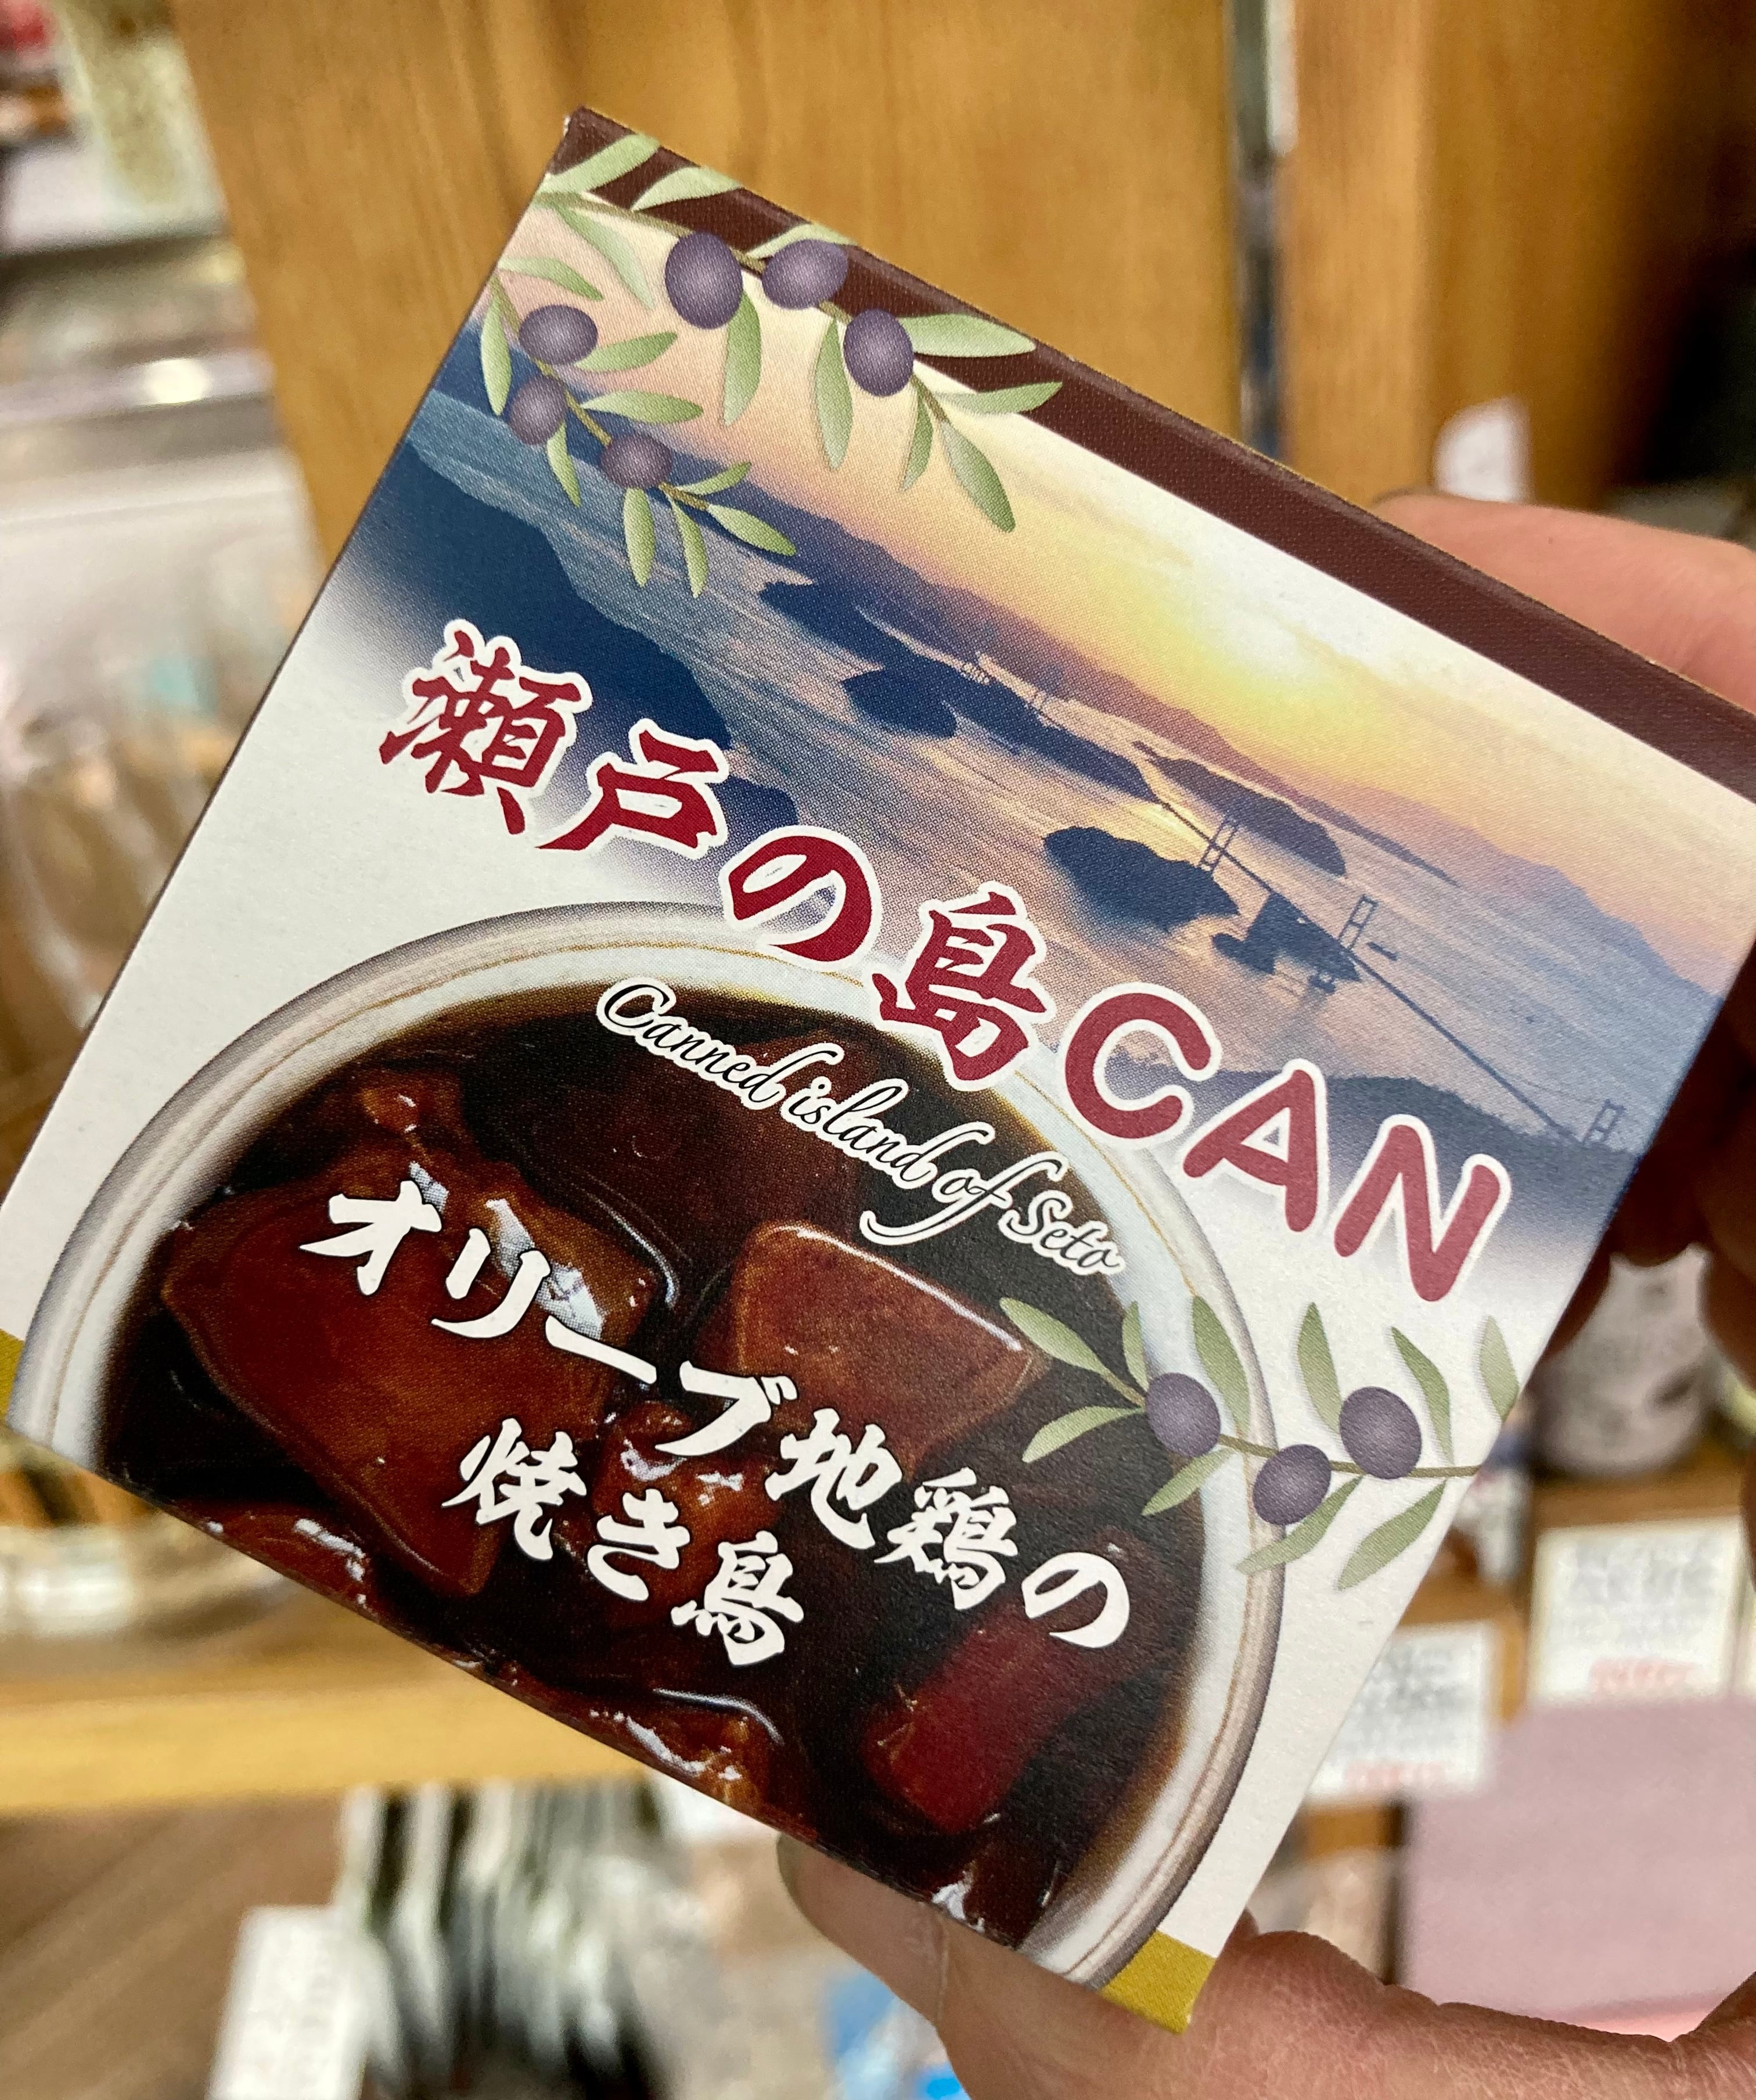 瀬戸の島CAN
Canned island of Seto
オリーブ地鶏の
焼き鳥